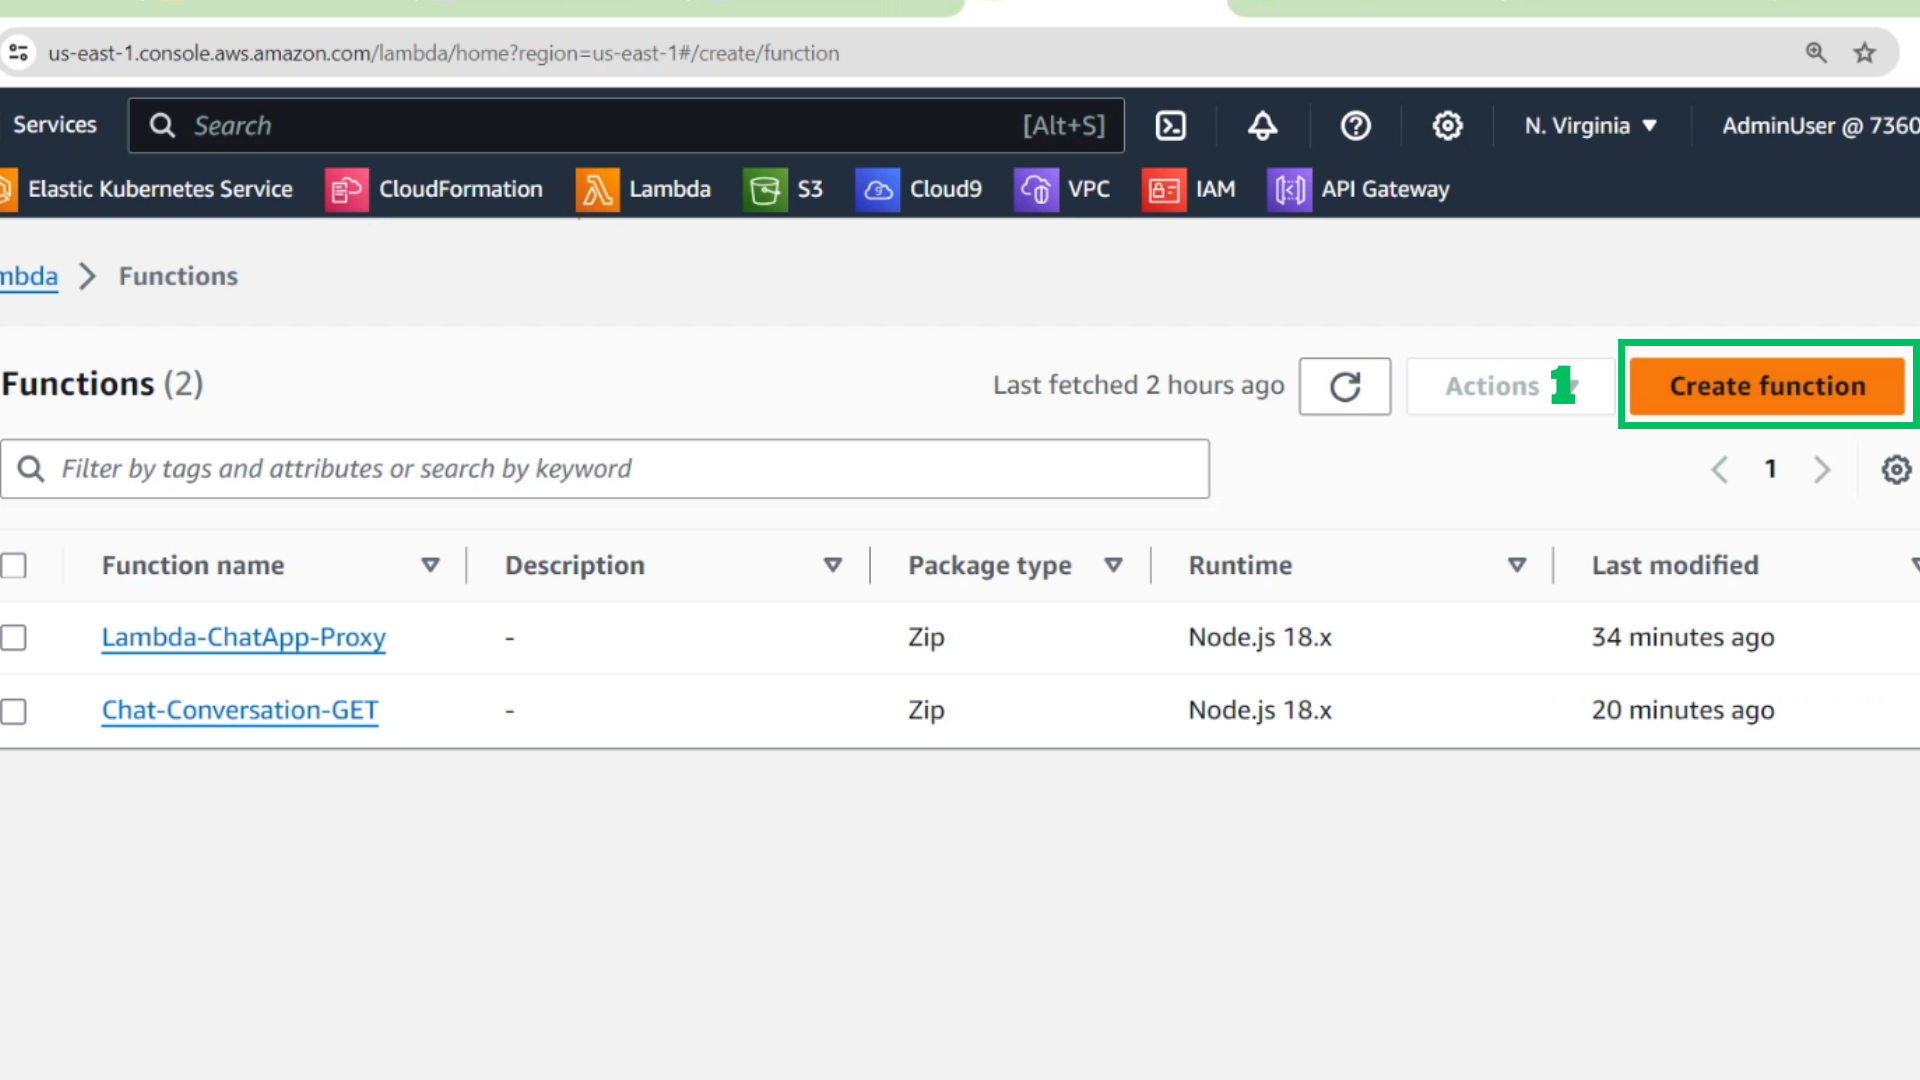 us-east-1.console.aws.amazon.com/lambda/home?region=us-east-1#/create/function
Services
Search
[Alt+S]
N. Virginia
AdminUser @ 7360
Elastic Kubernetes Service
CloudFormation
Lambda
S3
Cloud9
VPC
IAM
API Gateway
mbda
Functions
Functions (2)
Last fetched 2 hours ago
Actions
1
Create function
Filter by tags and attributes or search by keyword
1
Function name
Description
Package type
Runtime
Last modified
Lambda-ChatApp-Proxy
-
Zip
Node.js 18.x
34 minutes ago
Chat-Conversation-GET
-
Zip
Node.js 18.x
20 minutes ago